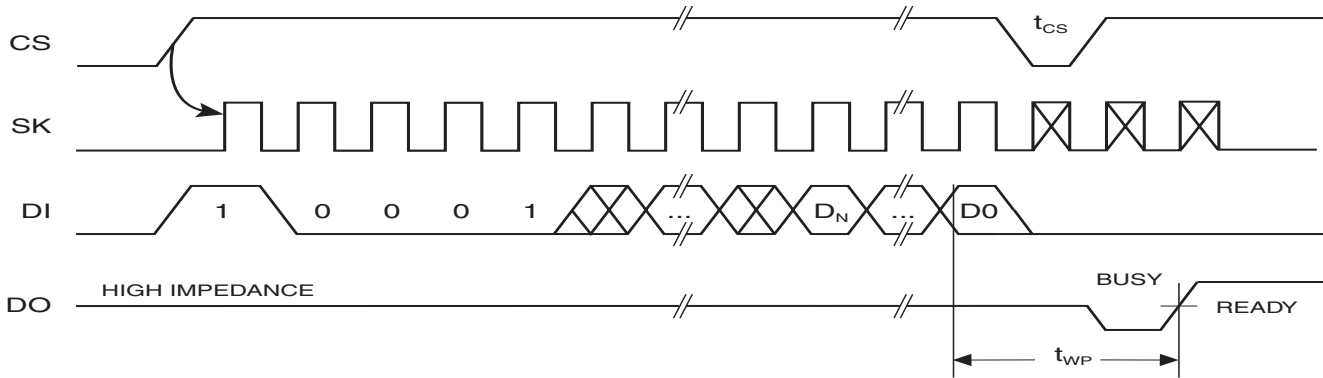 CS
t_CS
SK
DI 1 0 0 0 1 ... D_N ... D0
BUSY
HIGH IMPEDANCE
DO
READY
t_WP